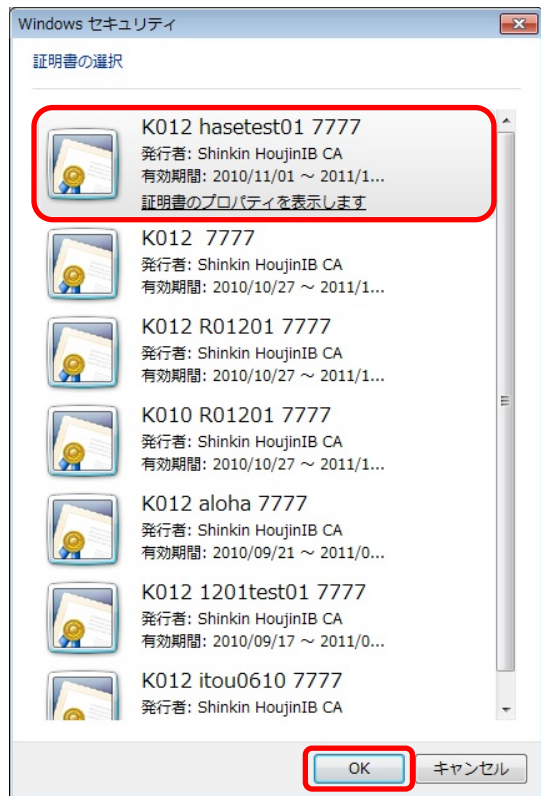 Windows セキュリティ
証明書の選択
K012 hasetest01 7777
発行者: Shinkin HoujinIB CA
有効期間: 2010/11/01 ～ 2011/1...
証明書のプロパティを表示します
K012  7777
発行者: Shinkin HoujinIB CA
有効期間: 2010/10/27 ～ 2011/1...
K012 R01201 7777
発行者: Shinkin HoujinIB CA
有効期間: 2010/10/27 ～ 2011/1...
K010 R01201 7777
発行者: Shinkin HoujinIB CA
有効期間: 2010/10/27 ～ 2011/1...
K012 aloha 7777
発行者: Shinkin HoujinIB CA
有効期間: 2010/09/21 ～ 2011/0...
K012 1201test01 7777
発行者: Shinkin HoujinIB CA
有効期間: 2010/09/17 ～ 2011/0...
K012 itou0610 7777
発行者: Shinkin HoujinIB CA
OK キャンセル